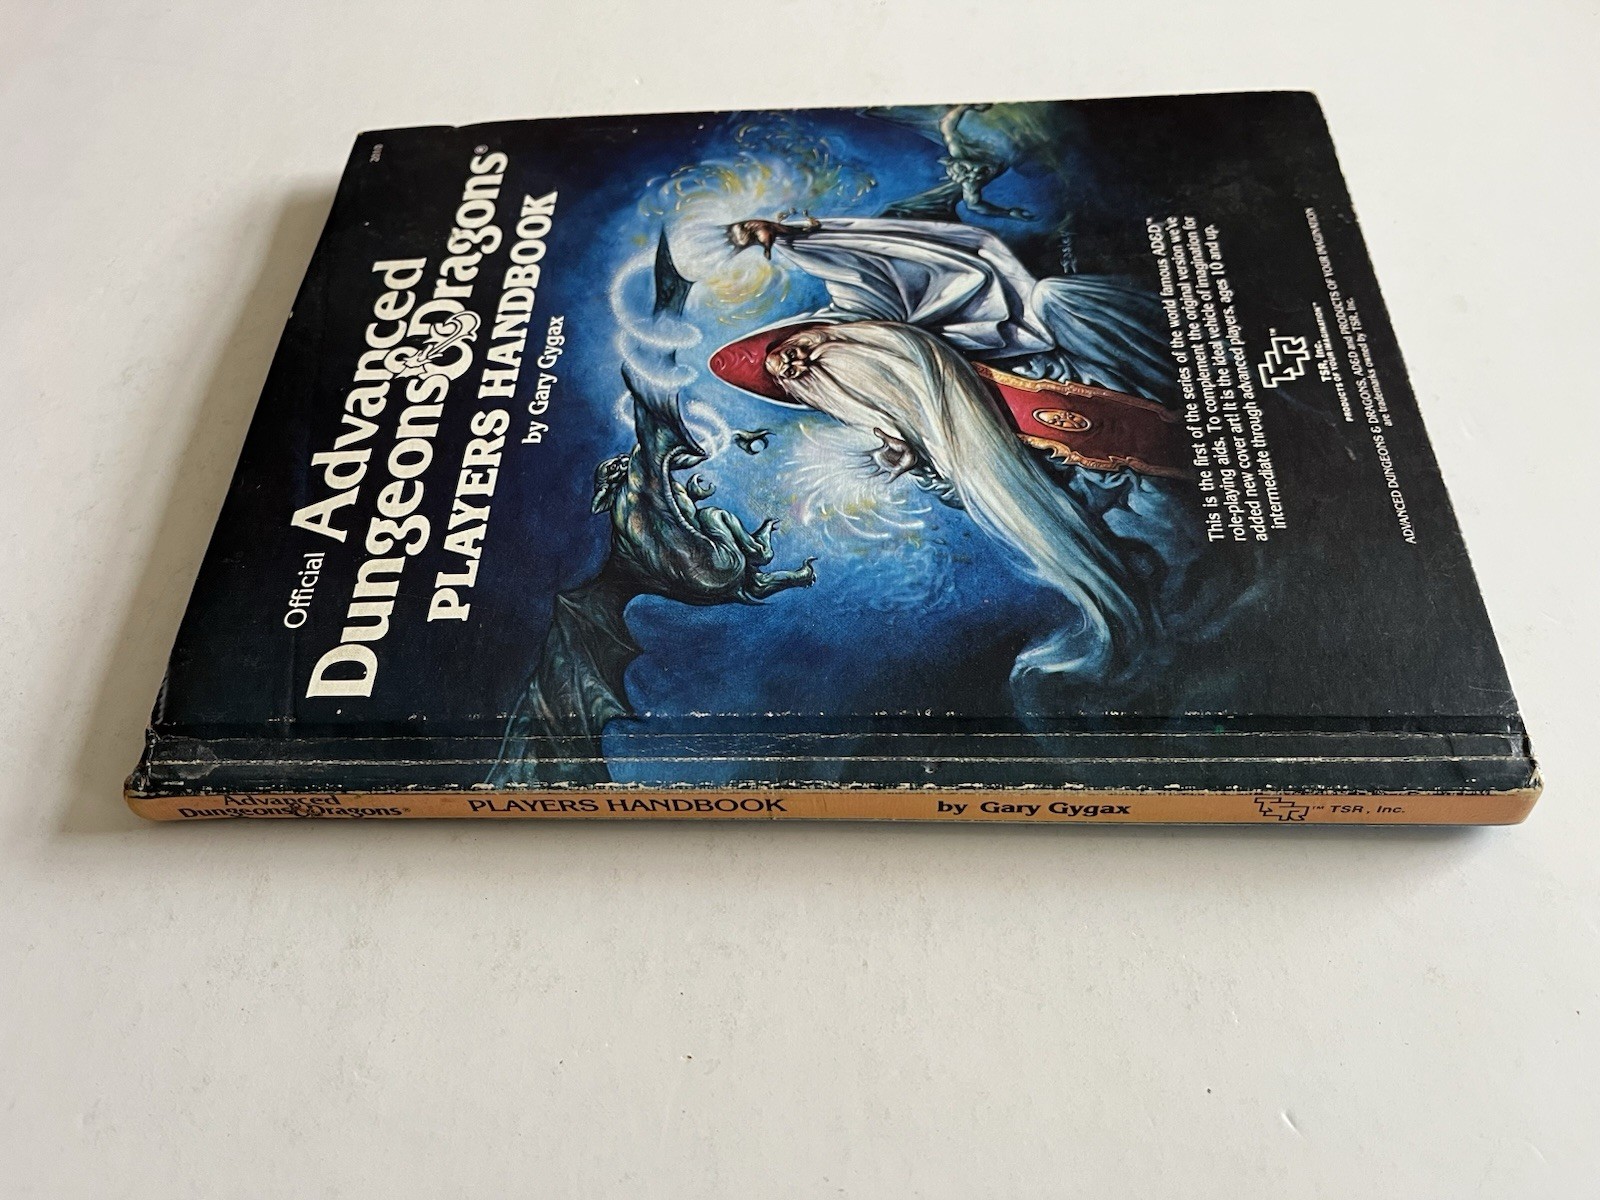 2010
Official
Advanced
Dungeons & Dragons®
PLAYERS HANDBOOK
by Gary Gygax
This is the first of the series of the world famous AD&D™
role-playing aids. To complement the original version we've
added new cover art! It is the ideal vehicle of imagination for
intermediate through advanced players, ages 10 and up.
TSR™
TSR, Inc.
PRODUCTS OF YOUR IMAGINATION™
ADVANCED DUNGEONS & DRAGONS, AD&D and PRODUCTS OF YOUR IMAGINATION
are trademarks owned by TSR, Inc.
Advanced
Dungeons & Dragons®
PLAYERS HANDBOOK
by Gary Gygax
TSR™ TSR, Inc.